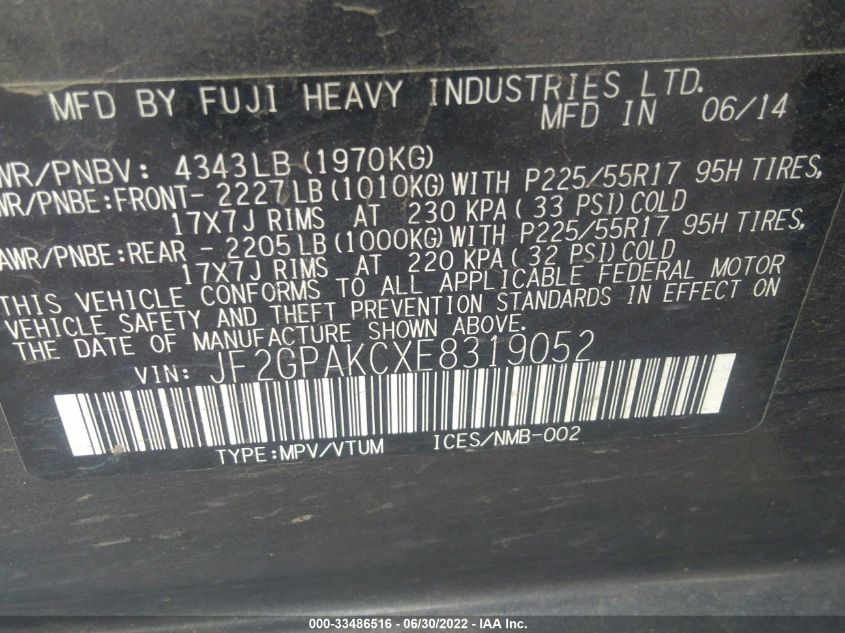 MFD BY FUJI HEAVY INDUSTRIES LTD.
MFD IN 06/14
WR/PNBV: 4343LB(1970KG)
WR/PNBE:FRONT- 2227LB(1010KG)WITH P225/55R17 95H TIRES,
17X7J RIMS AT 230 KPA( 33 PSI)COLD
AWR/PNBE:REAR - 2205LB(1000KG)WITH P225/55R17 95H TIRES,
17X7J RIMS AT 220 KPA( 32 PSI)COLD
THIS VEHICLE CONFORMS TO ALL APPLICABLE FEDERAL MOTOR
VEHICLE SAFETY AND THEFT PREVENTION STANDARDS IN EFFECT ON
THE DATE OF MANUFACTURE SHOWN ABOVE.
VIN: JF2GPAKCXE8319052
TYPE:MPV/VTUM ICES/NMB-002
000-33486516 - 06/30/2022 - IAA Inc.